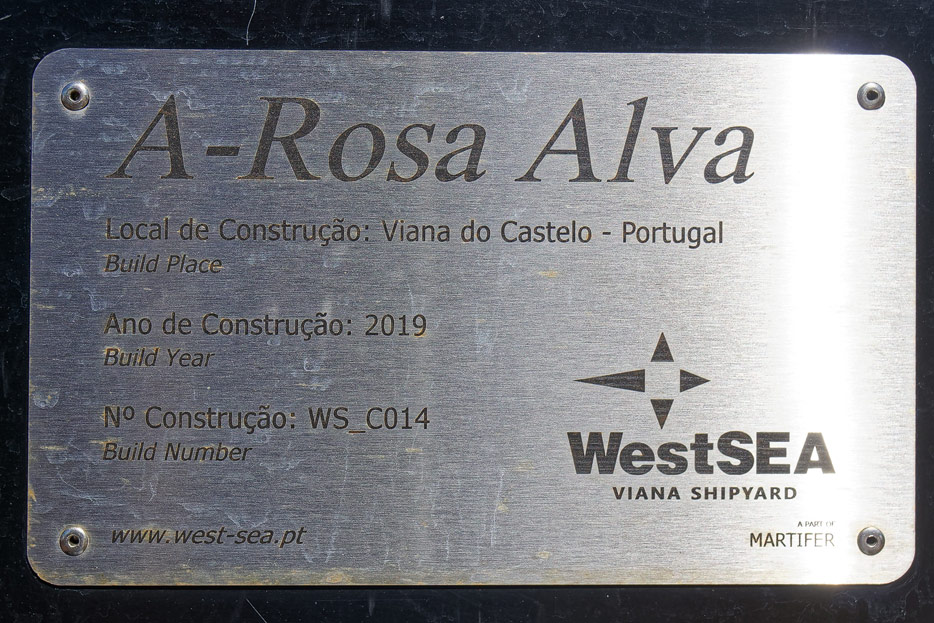 A-Rosa Alva
Local de Construção: Viana do Castelo - Portugal
Build Place
Ano de Construção: 2019
Build Year
Nº Construção: WS_C014
Build Number
WestSEA
VIANA SHIPYARD
www.west-sea.pt
A PART OF
MARTIFER